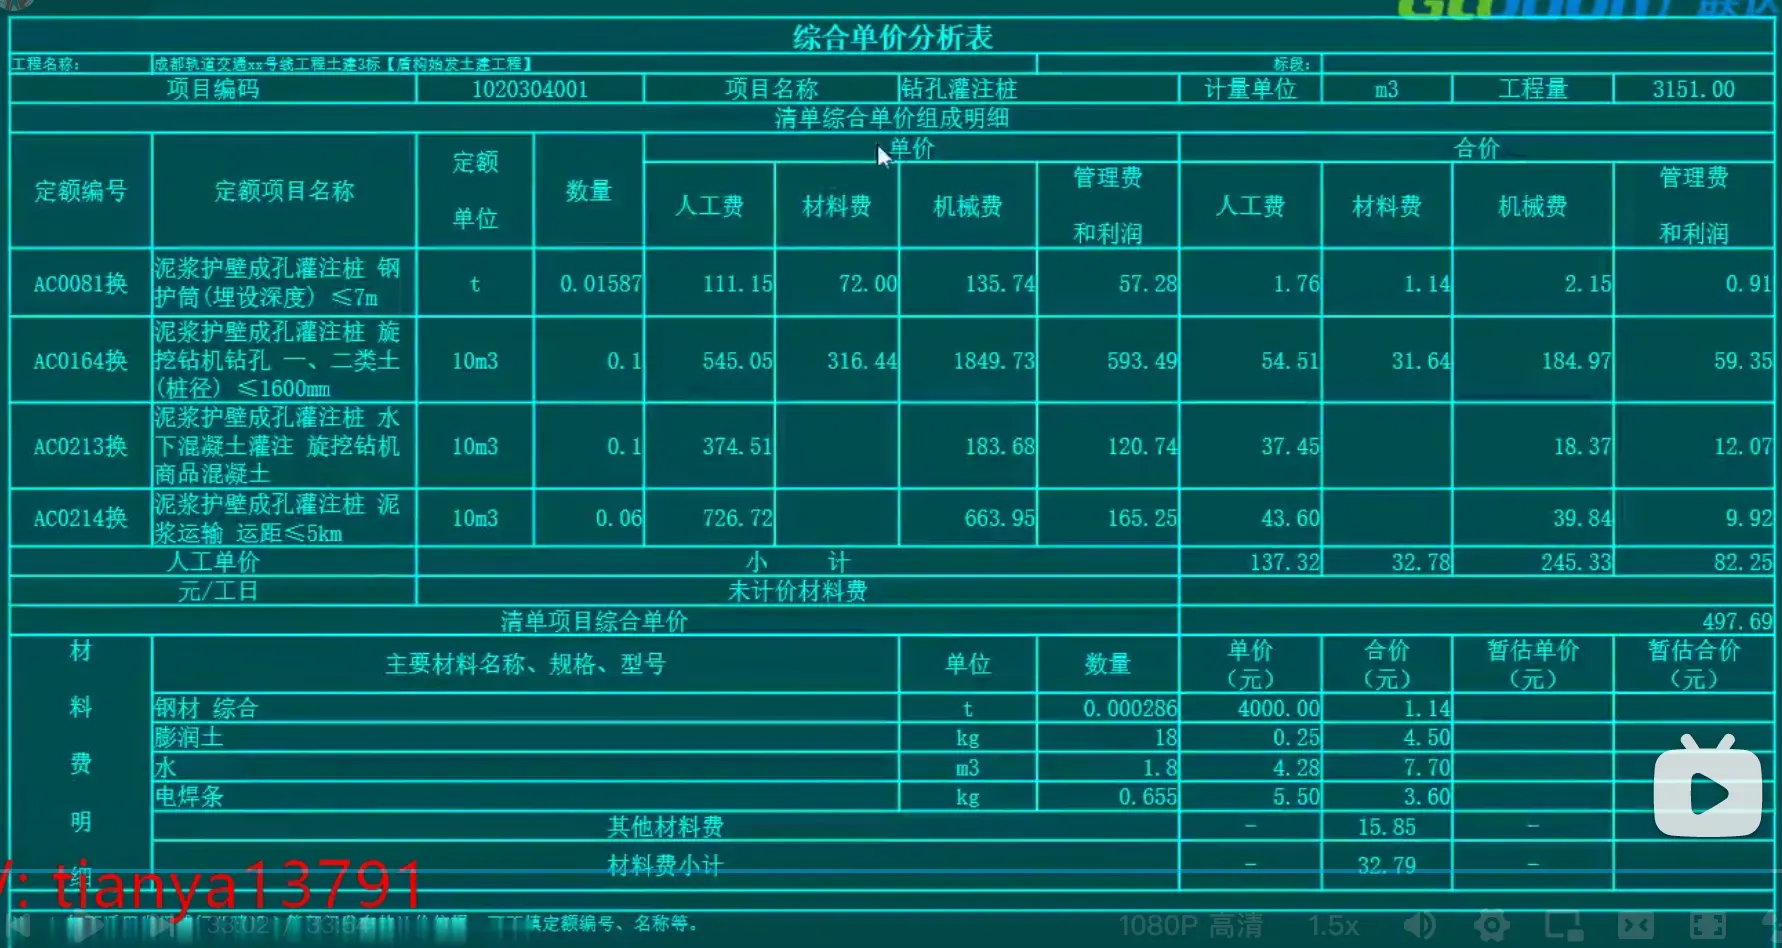 综合单价分析表
工程名称: 成都轨道交通xx号线工程土建3标【盾构始发土建工程】 标段:
项目编码 1020304001 项目名称 钻孔灌注桩 计量单位 m3 工程量 3151.00
清单综合单价组成明细
定额编号 定额项目名称 定额单位 数量 单价 合价
人工费 材料费 机械费 管理费和利润 人工费 材料费 机械费 管理费和利润
AC0081换 泥浆护壁成孔灌注桩 钢护筒(埋设深度) ≤7m t 0.01587 111.15 72.00 135.74 57.28 1.76 1.14 2.15 0.91
AC0164换 泥浆护壁成孔灌注桩 旋挖钻机钻孔 一、二类土(桩径) ≤1600mm 10m3 0.1 545.05 316.44 1849.73 593.49 54.51 31.64 184.97 59.35
AC0213换 泥浆护壁成孔灌注桩 水下混凝土灌注 旋挖钻机 商品混凝土 10m3 0.1 374.51 183.68 120.74 37.45 18.37 12.07
AC0214换 泥浆护壁成孔灌注桩 泥浆运输 运距≤5km 10m3 0.06 726.72 663.95 165.25 43.60 39.84 9.92
人工单价 小计 137.32 32.78 245.33 82.25
元/工日 未计价材料费
清单项目综合单价 497.69
材料费明细 主要材料名称、规格、型号 单位 数量 单价(元) 合价(元) 暂估单价(元) 暂估合价(元)
钢材 综合 t 0.000286 4000.00 1.14
膨润土 kg 18 0.25 4.50
水 m3 1.8 4.28 7.70
电焊条 kg 0.655 5.50 3.60
其他材料费 - 15.85 -
材料费小计 - 32.79 -
: tianya13791
填定额编号、名称等。
33:02 / 33:54 1080P 高清 1.5x